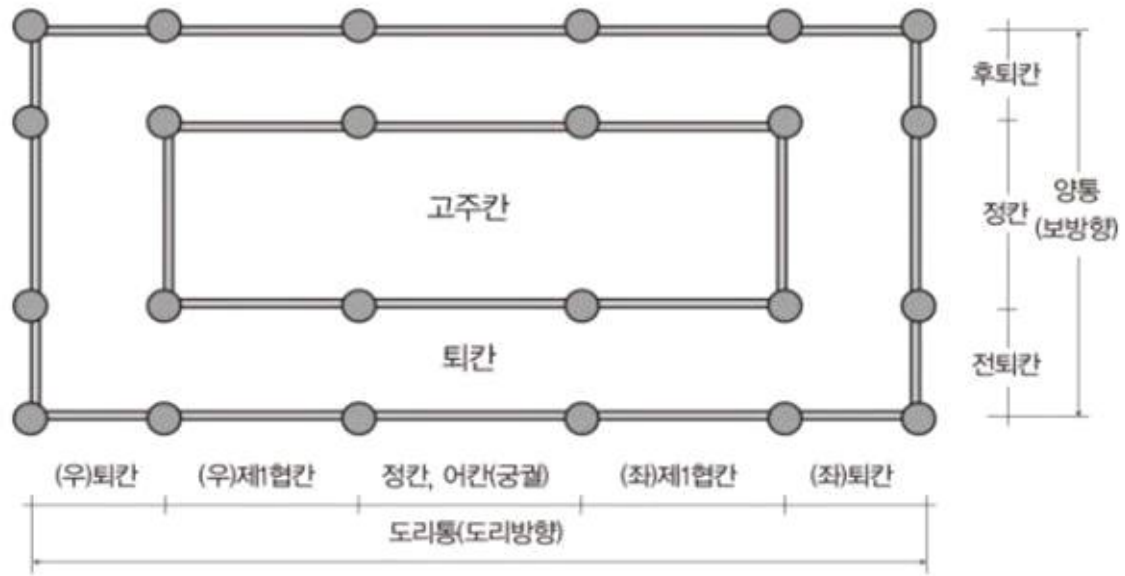 후퇴칸
고주칸
정칸
양통
(보방향)
퇴칸
전퇴칸
(우)퇴칸
(우)제1협칸
정칸, 어칸(궁궐)
(좌)제1협칸
(좌)퇴칸
도리통(도리방향)